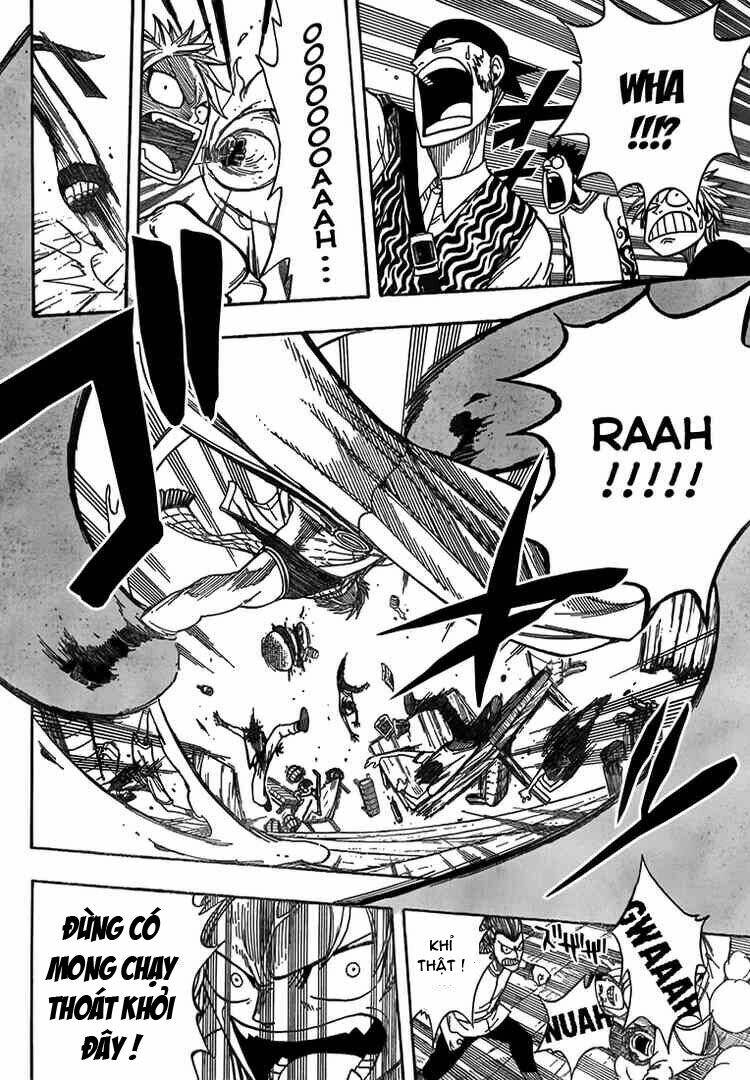 WHA
!!!!?
OOOOOOOAAAH...
RAAH
!!!!!
GWAAAH
NUAH
KHỈ
THẬT !
ĐỪNG CÓ
MONG CHẠY
THOÁT KHỎI
ĐÂY !